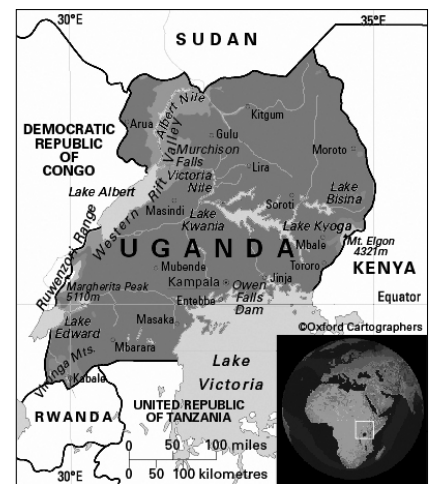 30°E
35°E
SUDAN
DEMOCRATIC
REPUBLIC
OF
CONGO
Arua
Albert Nile
Kitgum
Gulu
Moroto
Murchison
Falls
Lira
Victoria
Nile
Lake Albert
Western Rift Valley
Masindi
Lake
Kwania
Soroti
Lake
Bisina
Lake Kyoga
Mbale
Mt. Elgon
4321m
Ruwenzori Range
UGANDA
Tororo
KENYA
Mubende
Kampala
Jinja
Margherita Peak
5110m
Entebba
Owen
Falls
Dam
Equator
©Oxford Cartographers
Lake
Edward
Masaka
Mbarara
Virunga Mts.
Kabale
Lake
Victoria
RWANDA
UNITED REPUBLIC
OF TANZANIA
0 50 100 miles
0 50 100 kilometres
30°E